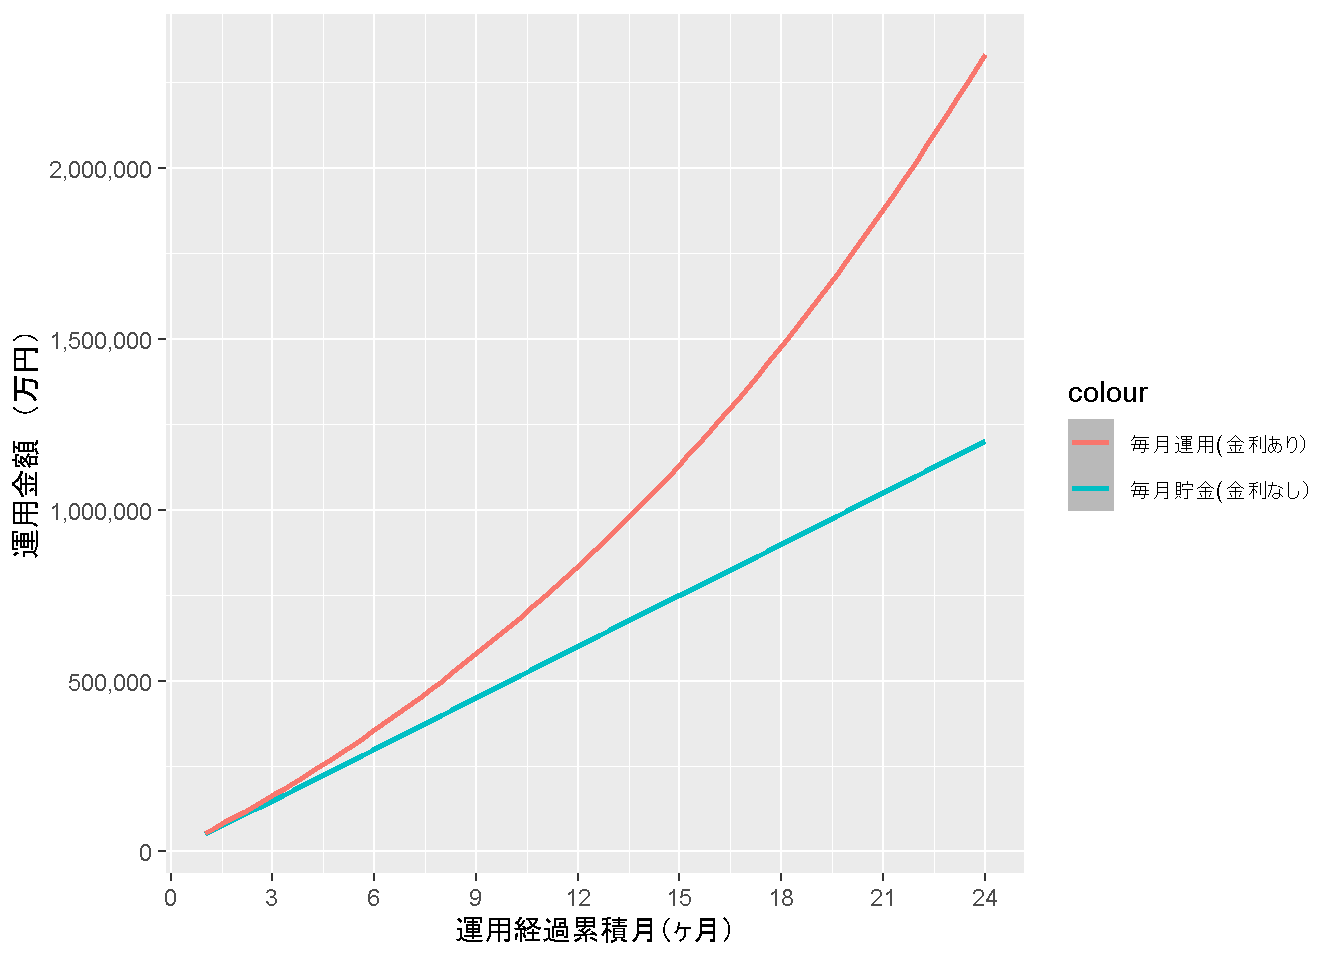 運用金額 (万円)
2,000,000
1,500,000
1,000,000
500,000
0
0 3 6 9 12 15 18 21 24
運用経過累積月(ヶ月)
colour
毎月運用(金利あり)
毎月貯金(金利なし)